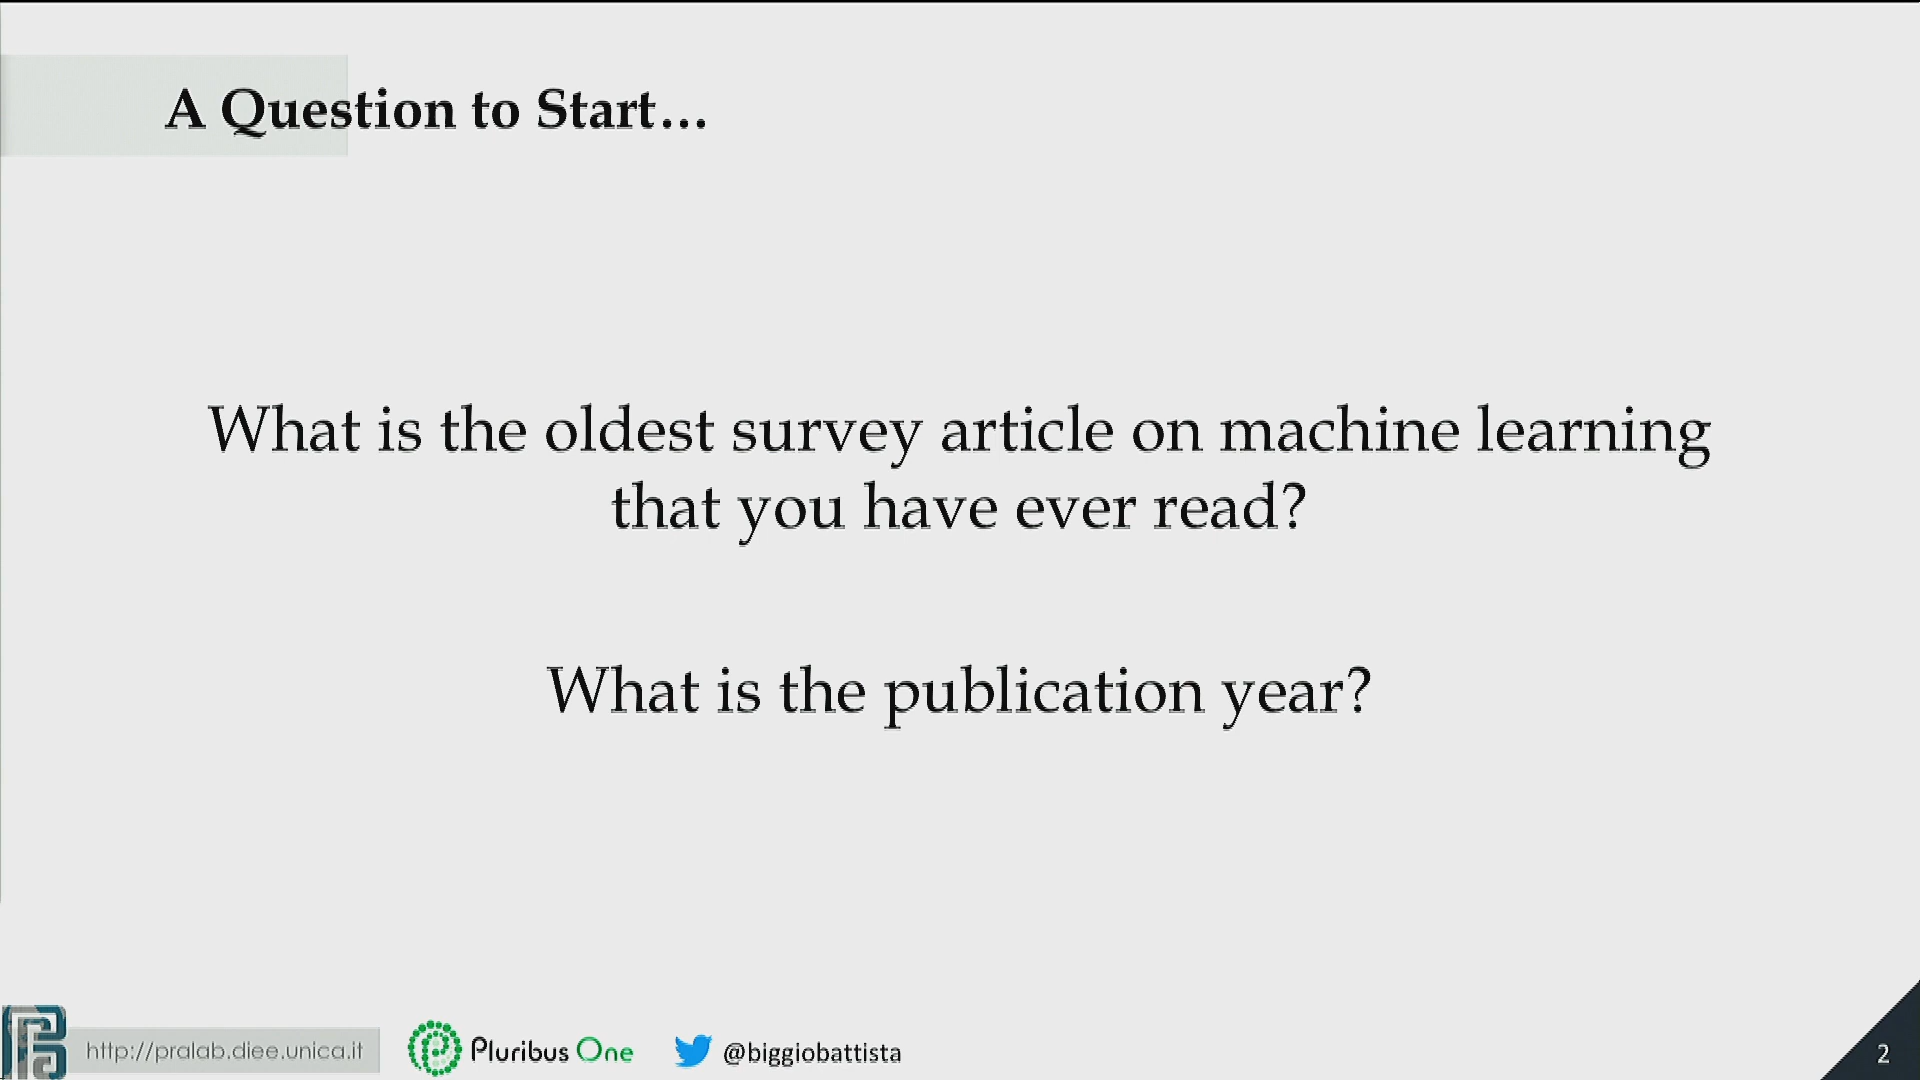 A Question to Start…
What is the oldest survey article on machine learning
that you have ever read?
What is the publication year?
http://pralab.diee.unica.it
Pluribus One
@biggiobattista
2